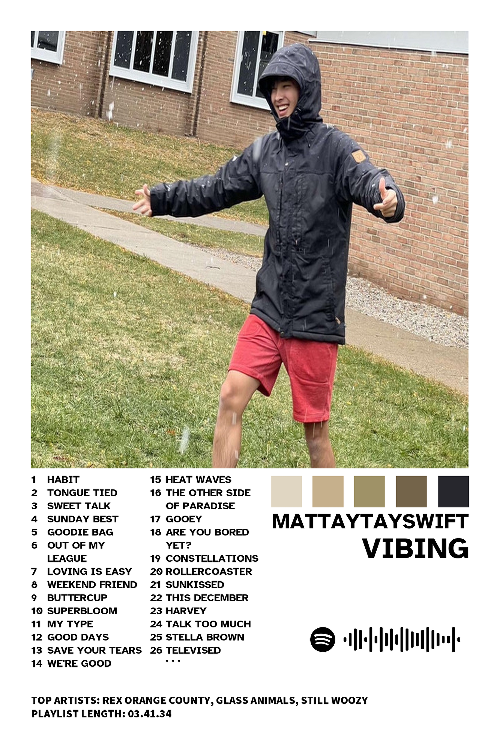 1 HABIT
2 TONGUE TIED
3 SWEET TALK
4 SUNDAY BEST
5 GOODIE BAG
6 OUT OF MY
LEAGUE
7 LOVING IS EASY
8 WEEKEND FRIEND
9 BUTTERCUP
10 SUPERBLOOM
11 MY TYPE
12 GOOD DAYS
13 SAVE YOUR TEARS
14 WE'RE GOOD
15 HEAT WAVES
16 THE OTHER SIDE
OF PARADISE
17 GOOEY
18 ARE YOU BORED
YET?
19 CONSTELLATIONS
20 ROLLERCOASTER
21 SUNKISSED
22 THIS DECEMBER
23 HARVEY
24 TALK TOO MUCH
25 STELLA BROWN
26 TELEVISED
...
MATTAYTAYSWIFT
VIBING
TOP ARTISTS: REX ORANGE COUNTY, GLASS ANIMALS, STILL WOOZY
PLAYLIST LENGTH: 03.41.34